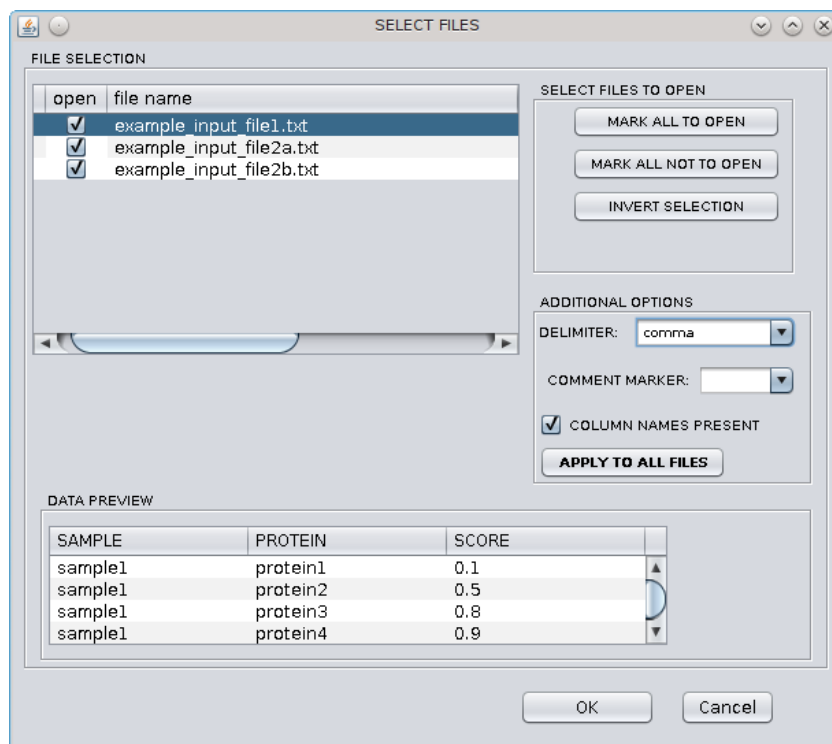 SELECT FILES
FILE SELECTION
open file name
example_input_file1.txt
example_input_file2a.txt
example_input_file2b.txt
SELECT FILES TO OPEN
MARK ALL TO OPEN
MARK ALL NOT TO OPEN
INVERT SELECTION
ADDITIONAL OPTIONS
DELIMITER: comma
COMMENT MARKER:
COLUMN NAMES PRESENT
APPLY TO ALL FILES
DATA PREVIEW
SAMPLE PROTEIN SCORE
sample1 protein1 0.1
sample1 protein2 0.5
sample1 protein3 0.8
sample1 protein4 0.9
OK Cancel